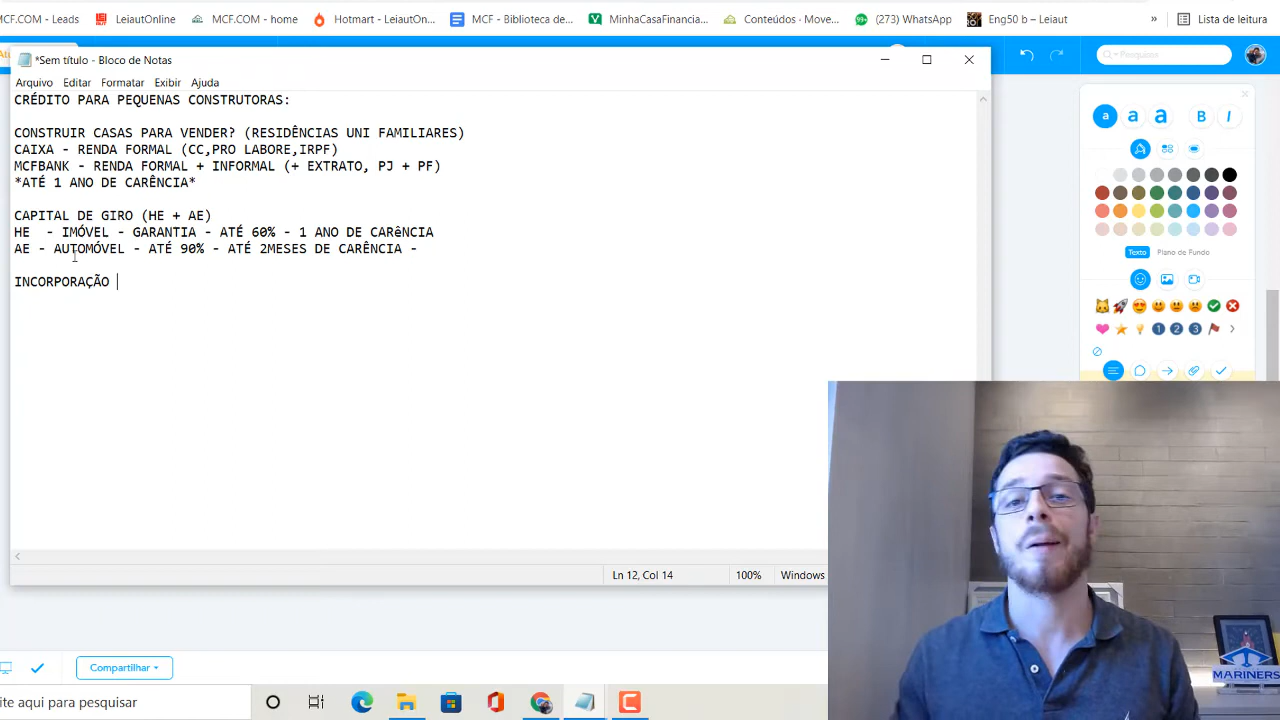 CF.COM - Leads
LeiautOnline
MCF.COM - home
Hotmart - LeiautOn...
MCF - Biblioteca de...
MinhaCasaFinancia...
Conteúdos - Move...
(273) WhatsApp
Eng50 b – Leiaut
»
Lista de leitura
*Sem título - Bloco de Notas
Pesquisar
Arquivo Editar Formatar Exibir Ajuda
CRÉDITO PARA PEQUENAS CONSTRUTORAS:
CONSTRUIR CASAS PARA VENDER? (RESIDÊNCIAS UNI FAMILIARES)
CAIXA - RENDA FORMAL (CC,PRO LABORE,IRPF)
MCFBANK - RENDA FORMAL + INFORMAL (+ EXTRATO, PJ + PF)
*ATÉ 1 ANO DE CARÊNCIA*
CAPITAL DE GIRO (HE + AE)
HE  - IMÓVEL - GARANTIA - ATÉ 60% - 1 ANO DE CARêNCIA
AE - AUTOMÓVEL - ATÉ 90% - ATÉ 2MESES DE CARÊNCIA -
INCORPORAÇÃO
a a a B I
Texto
Plano de Fundo
1 2 3
Ln 12, Col 14
100%
Windows
Compartilhar
ite aqui para pesquisar
MARINERS